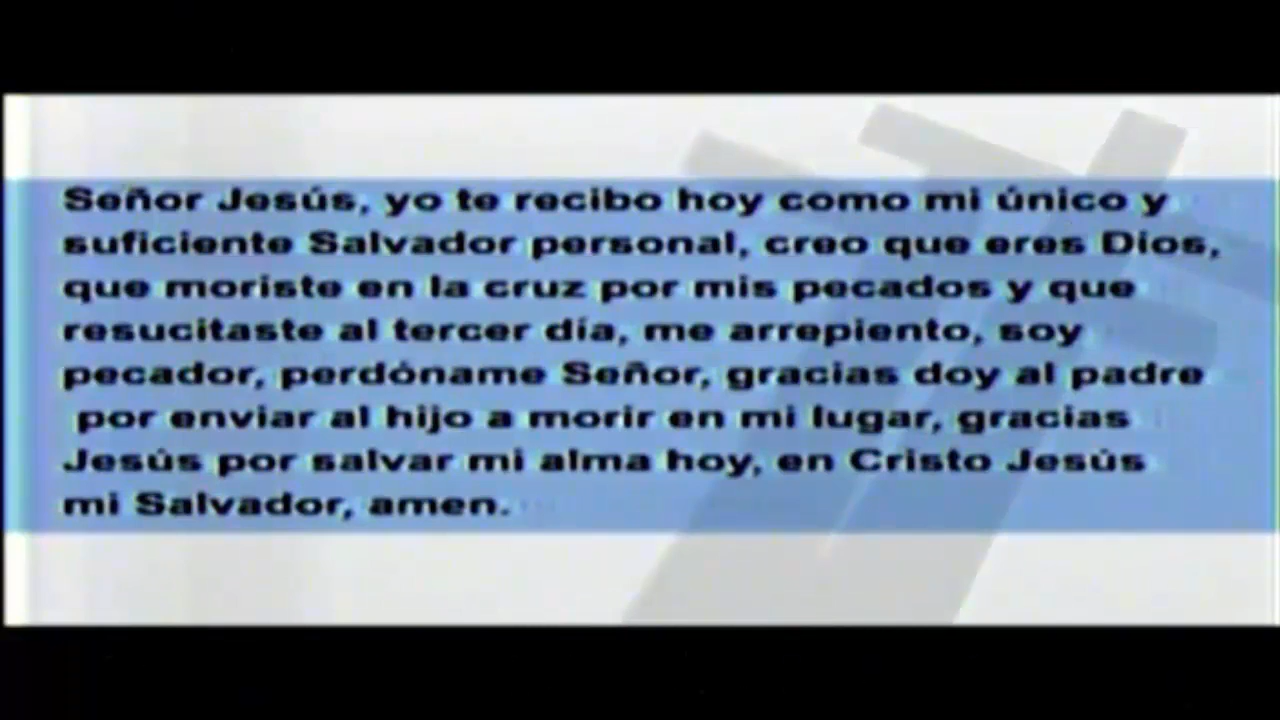 Señor Jesús, yo te recibo hoy como mi único y
suficiente Salvador personal, creo que eres Dios,
que moriste en la cruz por mis pecados y que
resucitaste al tercer día, me arrepiento, soy
pecador, perdóname Señor, gracias doy al padre
por enviar al hijo a morir en mi lugar, gracias
Jesús por salvar mi alma hoy, en Cristo Jesús
mi Salvador, amen.